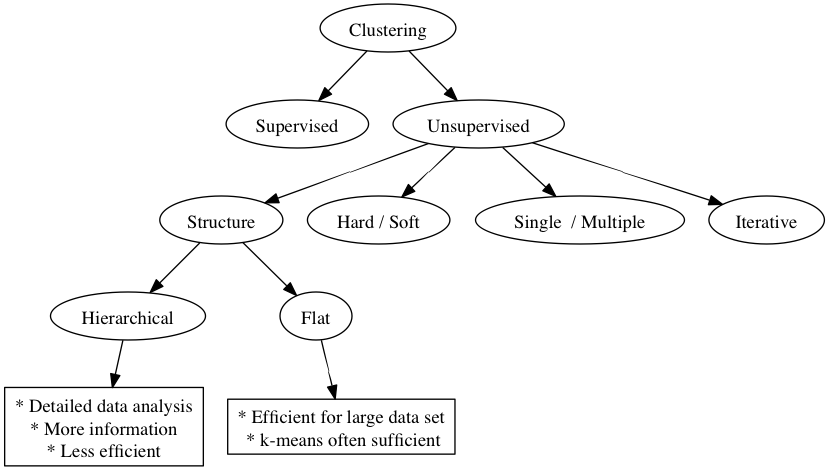 Clustering
Supervised
Unsupervised
Structure
Hard / Soft
Single / Multiple
Iterative
Hierarchical
Flat
* Detailed data analysis
* More information
* Less efficient
* Efficient for large data set
* k-means often sufficient